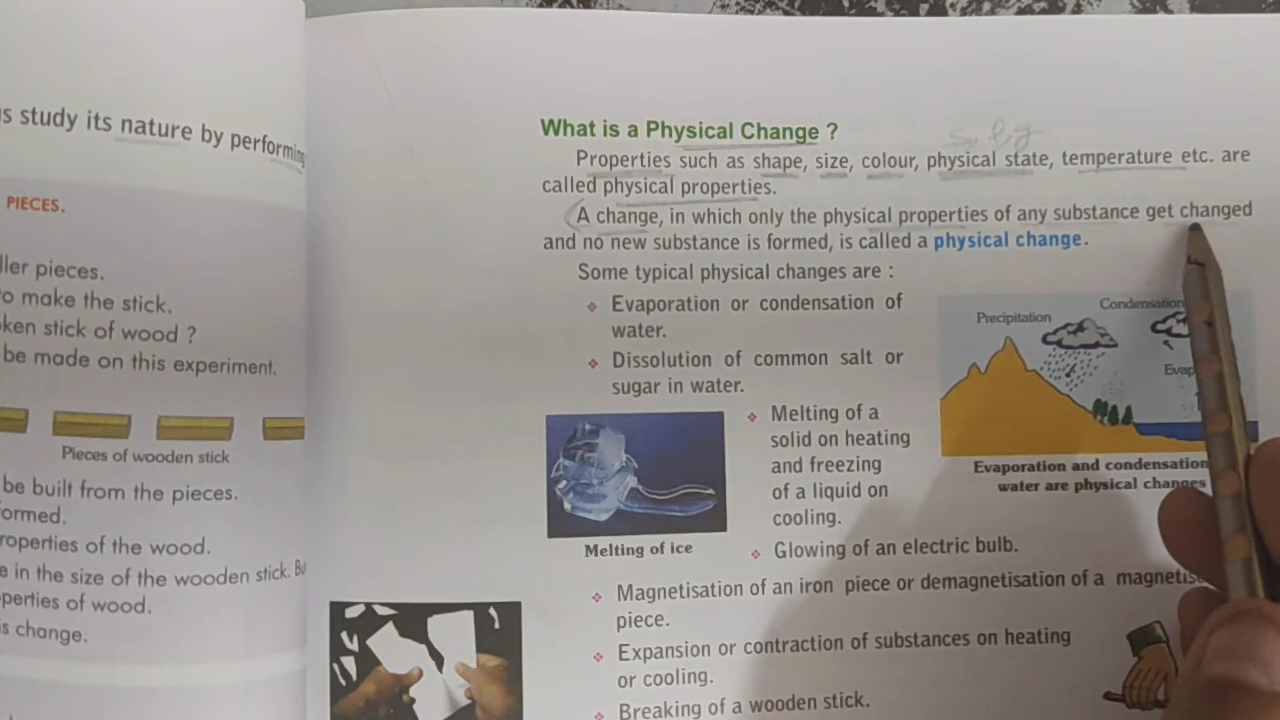 s study its nature by performing
PIECES.
ller pieces.
o make the stick.
ken stick of wood ?
be made on this experiment.
Pieces of wooden stick
be built from the pieces.
ormed.
roperties of the wood.
e in the size of the wooden stick. Bu
perties of wood.
is change.
What is a Physical Change ?
Properties such as shape, size, colour, physical state, temperature etc. are
called physical properties.
A change, in which only the physical properties of any substance get changed
and no new substance is formed, is called a physical change.
Some typical physical changes are :
Evaporation or condensation of
water.
Dissolution of common salt or
sugar in water.
Precipitation
Condensation
Evap
Evaporation and condensation
water are physical changes
Melting of a
solid on heating
and freezing
of a liquid on
cooling.
Melting of ice
Glowing of an electric bulb.
Magnetisation of an iron piece or demagnetisation of a magnetise
piece.
Expansion or contraction of substances on heating
or cooling.
Breaking of a wooden stick.